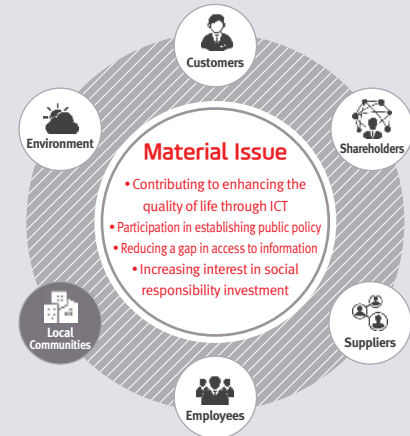 Customers
Environment
Shareholders
Material Issue
• Contributing to enhancing the
quality of life through ICT
• Participation in establishing public policy
• Reducing a gap in access to information
• Increasing interest in social
responsibility investment
Local
Communities
Suppliers
Employees